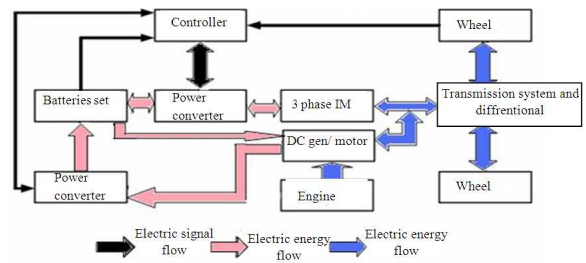 Controller
Wheel
Batteries set
Power
converter
3 phase IM
Transmission system and
diffrentional
DC gen/ motor
Power
converter
Engine
Wheel
Electric signal
flow
Electric energy
flow
Electric energy
flow